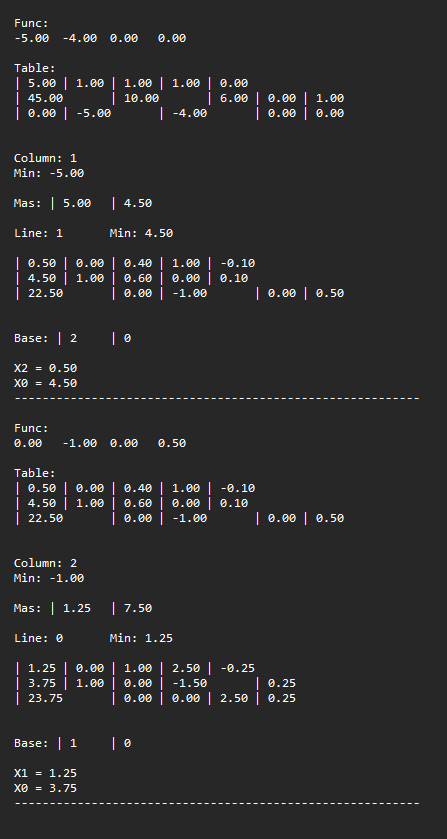 Func:
-5.00  -4.00  0.00   0.00
Table:
| 5.00 | 1.00 | 1.00 | 1.00 | 0.00
| 45.00       | 10.00       | 6.00 | 0.00 | 1.00
| 0.00 | -5.00       | -4.00       | 0.00 | 0.00
Column: 1
Min: -5.00
Mas: | 5.00   | 4.50
Line: 1       Min: 4.50
| 0.50 | 0.00 | 0.40 | 1.00 | -0.10
| 4.50 | 1.00 | 0.60 | 0.00 | 0.10
| 22.50       | 0.00 | -1.00       | 0.00 | 0.50
Base: | 2     | 0
X2 = 0.50
X0 = 4.50
------------------------------------------------------------
Func:
0.00   -1.00  0.00   0.50
Table:
| 0.50 | 0.00 | 0.40 | 1.00 | -0.10
| 4.50 | 1.00 | 0.60 | 0.00 | 0.10
| 22.50       | 0.00 | -1.00       | 0.00 | 0.50
Column: 2
Min: -1.00
Mas: | 1.25   | 7.50
Line: 0       Min: 1.25
| 1.25 | 0.00 | 1.00 | 2.50 | -0.25
| 3.75 | 1.00 | 0.00 | -1.50       | 0.25
| 23.75       | 0.00 | 0.00 | 2.50 | 0.25
Base: | 1     | 0
X1 = 1.25
X0 = 3.75
------------------------------------------------------------